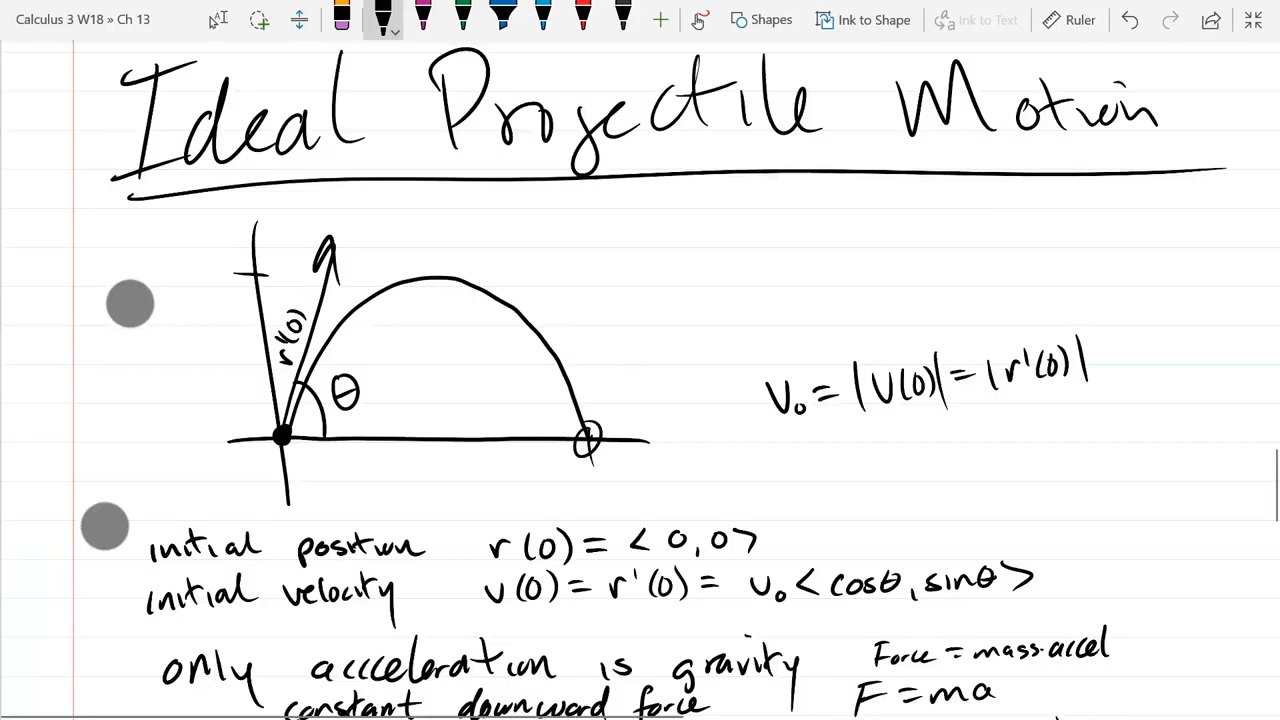 Calculus 3 W18 » Ch 13
Shapes
Ink to Shape
Ink to Text
Ruler
Ideal Projectile Motion
r'(0)
θ
V₀ = |V(0)| = |r'(0)|
initial position r(0) = <0,0>
initial velocity v(0) = r'(0) = v₀<cosθ, sinθ>
only acceleration is gravity
Force = mass·accel
constant downward force
F = ma